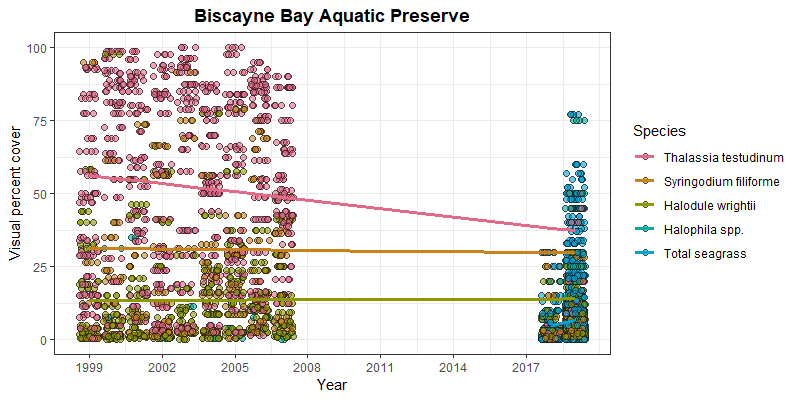 Biscayne Bay Aquatic Preserve
Visual percent cover
100
75
50
25
0
1999 2002 2005 2008 2011 2014 2017
Year
Species
Thalassia testudinum
Syringodium filiforme
Halodule wrightii
Halophila spp.
Total seagrass